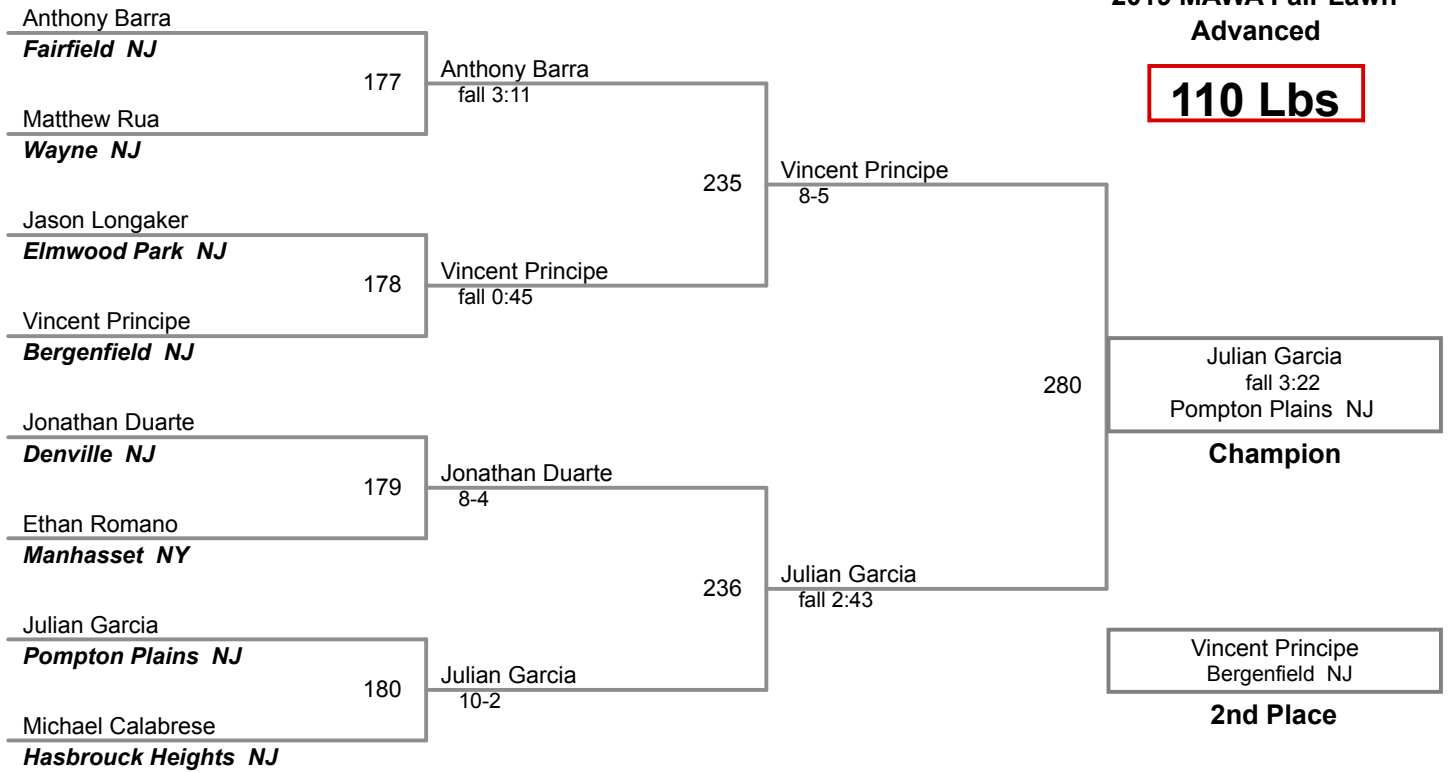 2019 MAWA Fair Lawn
Advanced
110 Lbs
Anthony Barra
Fairfield NJ
177
Anthony Barra
fall 3:11
Matthew Rua
Wayne NJ
235
Vincent Principe
8-5
Jason Longaker
Elmwood Park NJ
178
Vincent Principe
fall 0:45
Vincent Principe
Bergenfield NJ
280
Julian Garcia
fall 3:22
Pompton Plains NJ
Champion
Jonathan Duarte
Denville NJ
179
Jonathan Duarte
8-4
Ethan Romano
Manhasset NY
236
Julian Garcia
fall 2:43
Julian Garcia
Pompton Plains NJ
180
Julian Garcia
10-2
Michael Calabrese
Hasbrouck Heights NJ
Vincent Principe
Bergenfield NJ
2nd Place